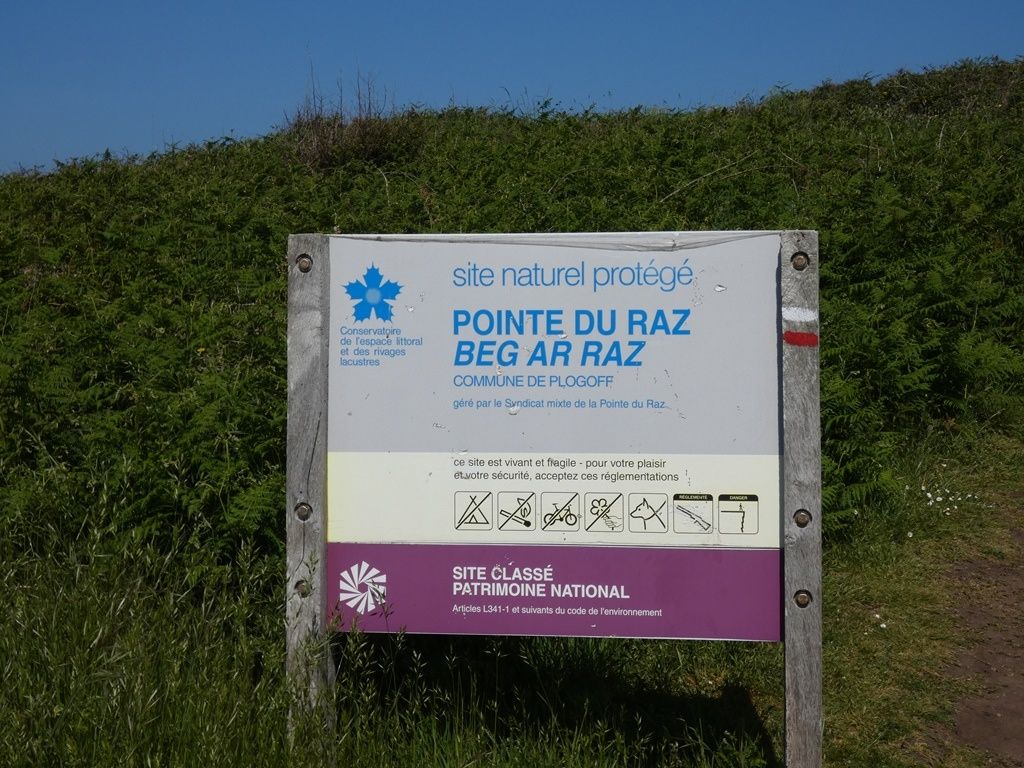 site naturel protégé
Conservatoire
de l'espace littoral
et des rivages
lacustres
POINTE DU RAZ
BEG AR RAZ
COMMUNE DE PLOGOFF
géré par le Syndicat mixte de la Pointe du Raz
ce site est vivant et fragile - pour votre plaisir
et votre sécurité, acceptez ces réglementations
RÉGLEMENTÉ
DANGER
SITE CLASSÉ
PATRIMOINE NATIONAL
Articles L341-1 et suivants du code de l'environnement